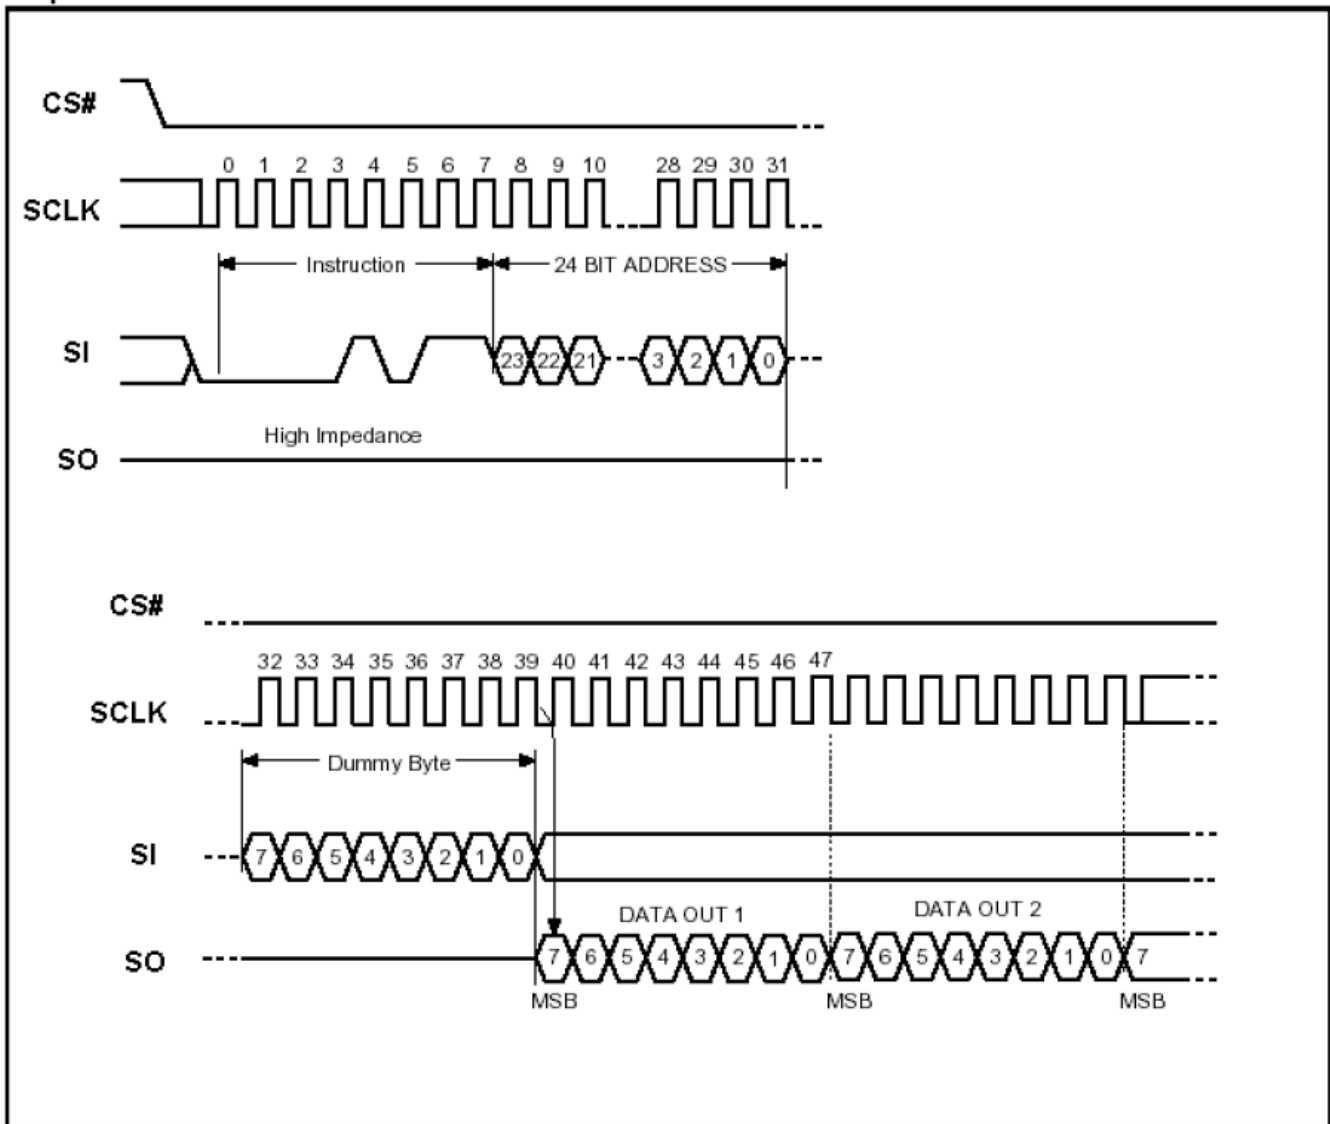 CS#
0 1 2 3 4 5 6 7 8 9 10 28 29 30 31
SCLK
Instruction 24 BIT ADDRESS
SI 23 22 21 3 2 1 0
High Impedance
SO
CS#
32 33 34 35 36 37 38 39 40 41 42 43 44 45 46 47
SCLK
Dummy Byte
SI 7 6 5 4 3 2 1 0
DATA OUT 1 DATA OUT 2
SO 7 6 5 4 3 2 1 0 7 6 5 4 3 2 1 0 7
MSB MSB MSB